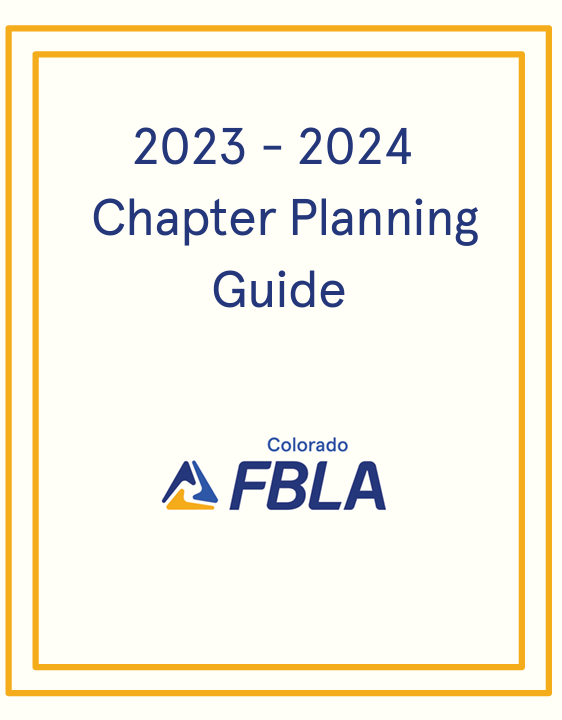 2023 - 2024
Chapter Planning
Guide
Colorado
FBLA